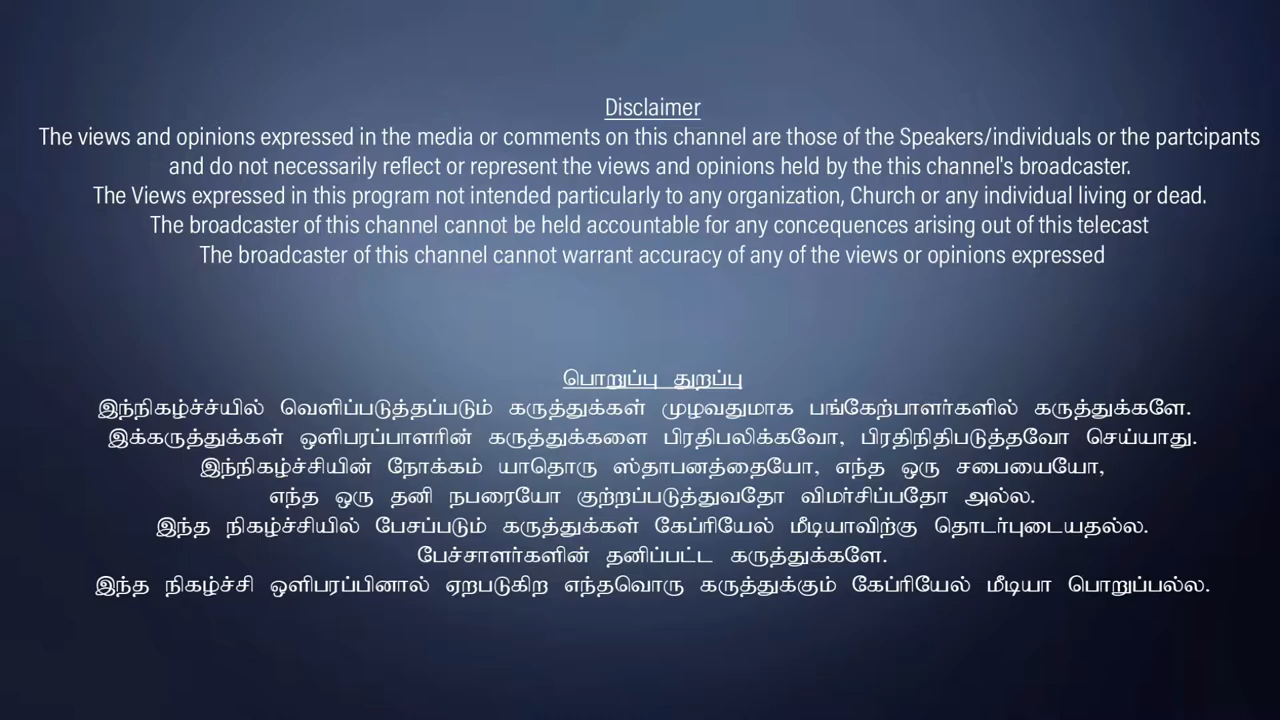 Disclaimer
The views and opinions expressed in the media or comments on this channel are those of the Speakers/individuals or the partcipants
and do not necessarily reflect or represent the views and opinions held by the this channel's broadcaster.
The Views expressed in this program not intended particularly to any organization, Church or any individual living or dead.
The broadcaster of this channel cannot be held accountable for any concequences arising out of this telecast
The broadcaster of this channel cannot warrant accuracy of any of the views or opinions expressed
பொறுப்பு துறப்பு
இந்நிகழ்ச்ச்யில் வெளிப்படுத்தப்படும் கருத்துக்கள் முழவதுமாக பங்கேற்பாளர்களில் கருத்துக்களே.
இக்கருத்துக்கள் ஒளிபரப்பாளரின் கருத்துக்களை பிரதிபலிக்கவோ, பிரதிநிதிபடுத்தவோ செய்யாது.
இந்நிகழ்ச்சியின் நோக்கம் யாதொரு ஸ்தாபனத்தையோ, எந்த ஒரு சபையையோ,
எந்த ஒரு தனி நபரையோ குற்றப்படுத்துவதோ விமர்சிப்பதோ அல்ல.
இந்த நிகழ்ச்சியில் பேசப்படும் கருத்துக்கள் கேப்ரியேல் மீடியாவிற்கு தொடர்புடையதல்ல.
பேச்சாளர்களின் தனிப்பட்ட கருத்துக்களே.
இந்த நிகழ்ச்சி ஒளிபரப்பினால் ஏறபடுகிற எந்தவொரு கருத்துக்கும் கேப்ரியேல் மீடியா பொறுப்பல்ல.